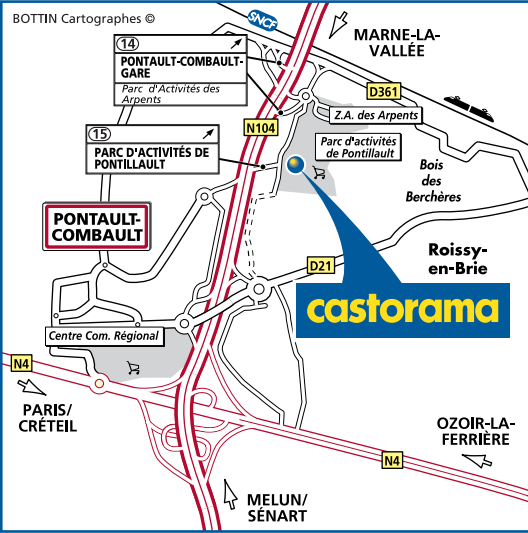 BOTTIN Cartographes ©
SNCF
MARNE-LA-
VALLÉE
14
PONTAULT-COMBAULT-
GARE
Parc d'Activités des
Arpents
D361
Z.A. des Arpents
N104
15
PARC D'ACTIVITÉS DE
PONTILLAULT
Parc d'activités
de Pontillault
Bois
des
Berchères
PONTAULT-
COMBAULT
Roissy-
en-Brie
D21
castorama
Centre Com. Régional
N4
PARIS/
CRÉTEIL
OZOIR-LA-
FERRIÈRE
N4
MELUN/
SÉNART